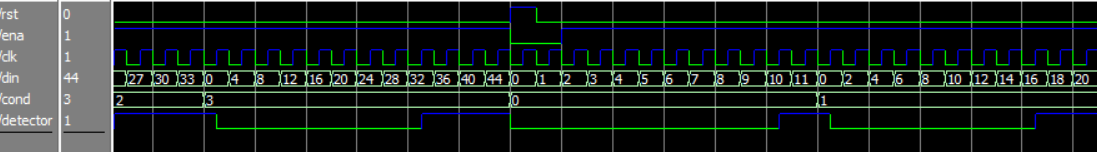 /rst 0
/ena 1
/clk 1
/din 44 27 30 33 0 4 8 12 16 20 24 28 32 36 40 44 0 1 2 3 4 5 6 7 8 9 10 11 0 2 4 6 8 10 12 14 16 18 20
/cond 3 2 3 0 1
/detector 1